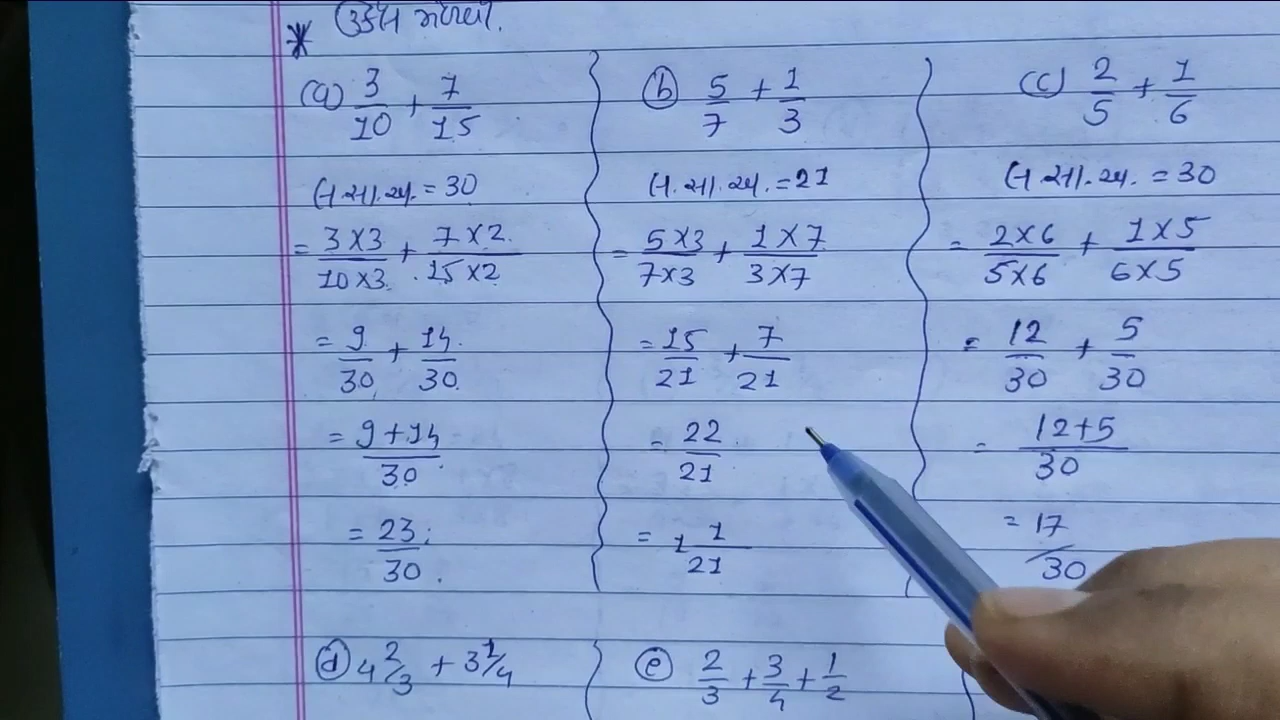 * ઉકેલ મેળવો.
(a) 3/10 + 7/15
લ.સા.અ. = 30
= 3×3/10×3 + 7×2/15×2
= 9/30 + 14/30
= 9+14/30
= 23/30
(b) 5/7 + 1/3
લ.સા.અ. = 21
= 5×3/7×3 + 1×7/3×7
= 15/21 + 7/21
= 22/21
= 1 1/21
(c) 2/5 + 1/6
લ.સા.અ. = 30
= 2×6/5×6 + 1×5/6×5
= 12/30 + 5/30
= 12+5/30
= 17/30
(d) 4 2/3 + 3 1/4
(e) 2/3 + 3/4 + 1/2